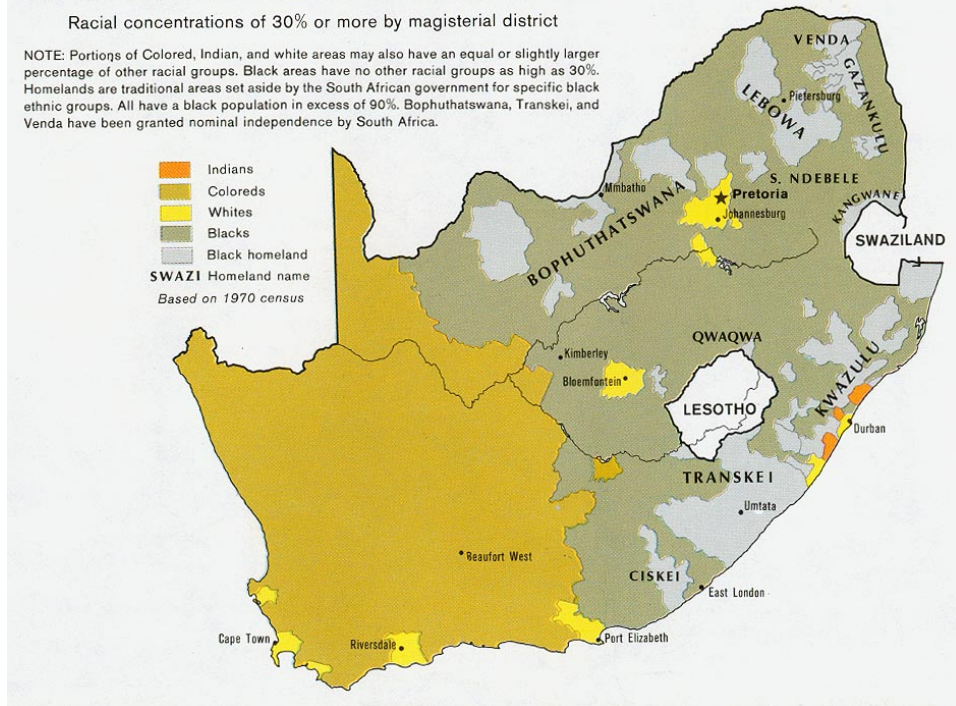 Racial concentrations of 30% or more by magisterial district
NOTE: Portions of Colored, Indian, and white areas may also have an equal or slightly larger
percentage of other racial groups. Black areas have no other racial groups as high as 30%.
Homelands are traditional areas set aside by the South African government for specific black
ethnic groups. All have a black population in excess of 90%. Bophuthatswana, Transkei, and
Venda have been granted nominal independence by South Africa.
Indians
Coloreds
Whites
Blacks
Black homeland
SWAZI Homeland name
Based on 1970 census
VENDA
GAZANKULU
LEBOWA
Pietersburg
S. NDEBELE
Mmbatho
Pretoria
KANGWANE
Johannesburg
BOPHUTHATSWANA
SWAZILAND
QWAQWA
Kimberley
Bloemfontein
KWAZULU
LESOTHO
Durban
TRANSKEI
Umtata
Beaufort West
CISKEI
East London
Cape Town
Riversdale
Port Elizabeth